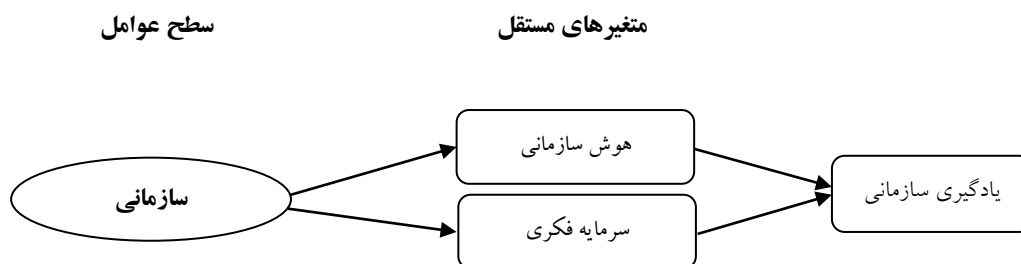 متغیرهای مستقل
سطح عوامل
هوش سازمانی
یادگیری سازمانی
سازمانی
سرمایه فکری